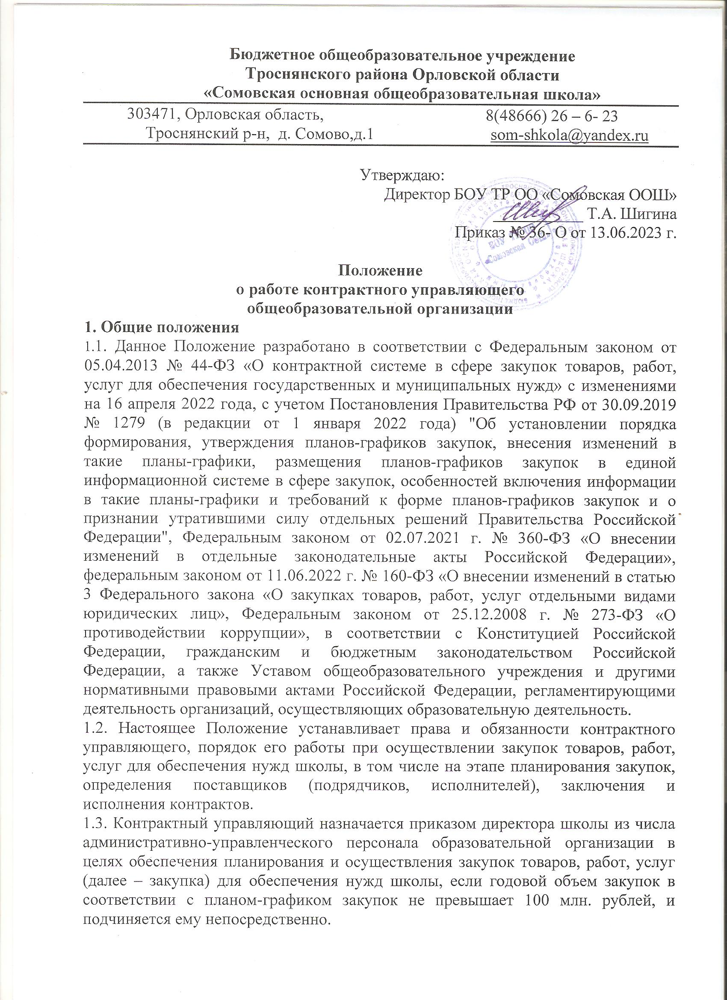 Бюджетное общеобразовательное учреждение
Троснянского района Орловской области
«Сомовская основная общеобразовательная школа»
303471, Орловская область,
Троснянский р-н, д. Сомово,д.1
8(48666) 26 – 6- 23
som-shkola@yandex.ru
Утверждаю:
Директор БОУ ТР ОО «Сомовская ООШ»
Т.А. Шигина
Приказ № 36- О от 13.06.2023 г.
Положение
о работе контрактного управляющего
общеобразовательной организации
1. Общие положения
1.1. Данное Положение разработано в соответствии с Федеральным законом от
05.04.2013 № 44-ФЗ «О контрактной системе в сфере закупок товаров, работ,
услуг для обеспечения государственных и муниципальных нужд» с изменениями
на 16 апреля 2022 года, с учетом Постановления Правительства РФ от 30.09.2019
№ 1279 (в редакции от 1 января 2022 года) "Об установлении порядка
формирования, утверждения планов-графиков закупок, внесения изменений в
такие планы-графики, размещения планов-графиков закупок в единой
информационной системе в сфере закупок, особенностей включения информации
в такие планы-графики и требований к форме планов-графиков закупок и о
признании утратившими силу отдельных решений Правительства Российской
Федерации", Федеральным законом от 02.07.2021 г. № 360-ФЗ «О внесении
изменений в отдельные законодательные акты Российской Федерации»,
федеральным законом от 11.06.2022 г. № 160-ФЗ «О внесении изменений в статью
3 Федерального закона «О закупках товаров, работ, услуг отдельными видами
юридических лиц», Федеральным законом от 25.12.2008 г. № 273-ФЗ «О
противодействии коррупции», в соответствии с Конституцией Российской
Федерации, гражданским и бюджетным законодательством Российской
Федерации, а также Уставом общеобразовательного учреждения и другими
нормативными правовыми актами Российской Федерации, регламентирующими
деятельность организаций, осуществляющих образовательную деятельность.
1.2. Настоящее Положение устанавливает права и обязанности контрактного
управляющего, порядок его работы при осуществлении закупок товаров, работ,
услуг для обеспечения нужд школы, в том числе на этапе планирования закупок,
определения поставщиков (подрядчиков, исполнителей), заключения и
исполнения контрактов.
1.3. Контрактный управляющий назначается приказом директора школы из числа
административно-управленческого персонала образовательной организации в
целях обеспечения планирования и осуществления закупок товаров, работ, услуг
(далее – закупка) для обеспечения нужд школы, если годовой объем закупок в
соответствии с планом-графиком закупок не превышает 100 млн. рублей, и
подчиняется ему непосредственно.